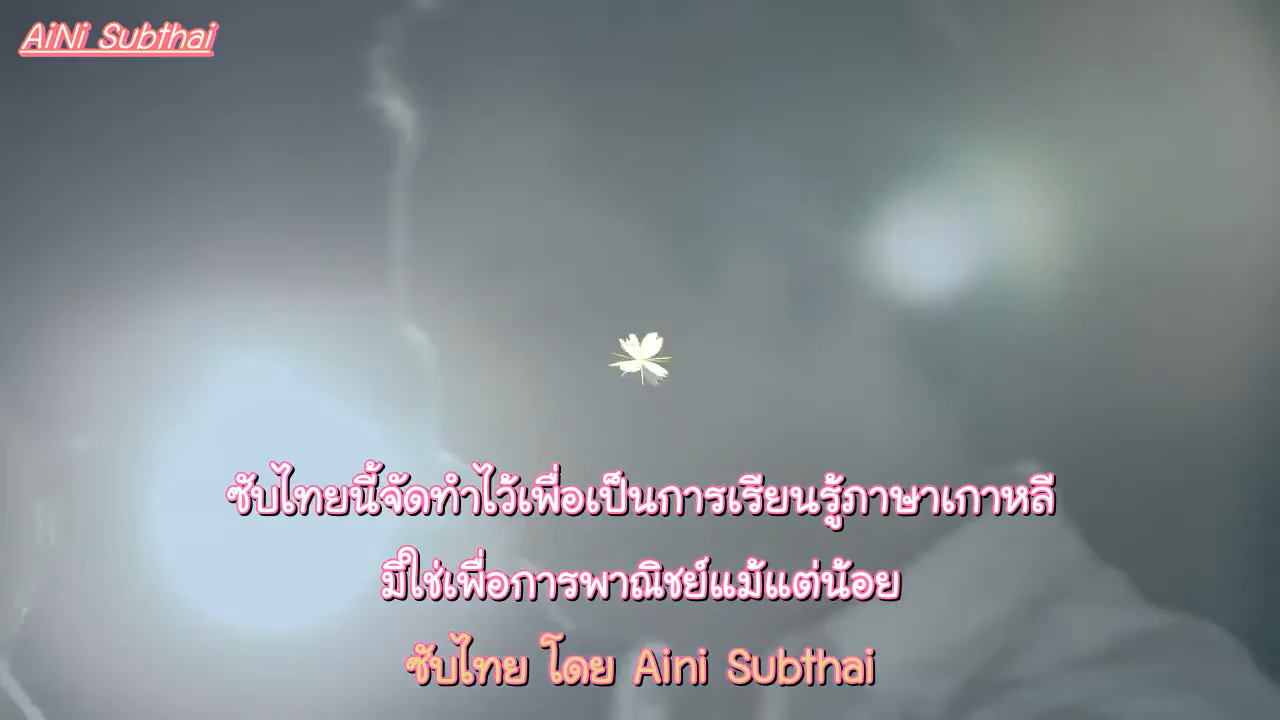 AiNi Subthai
ซับไทยนี้จัดทำไว้เพื่อเป็นการเรียนรู้ภาษาเกาหลี
มิใช่เพื่อการพาณิชย์แม้แต่น้อย
ซับไทย โดย Aini Subthai